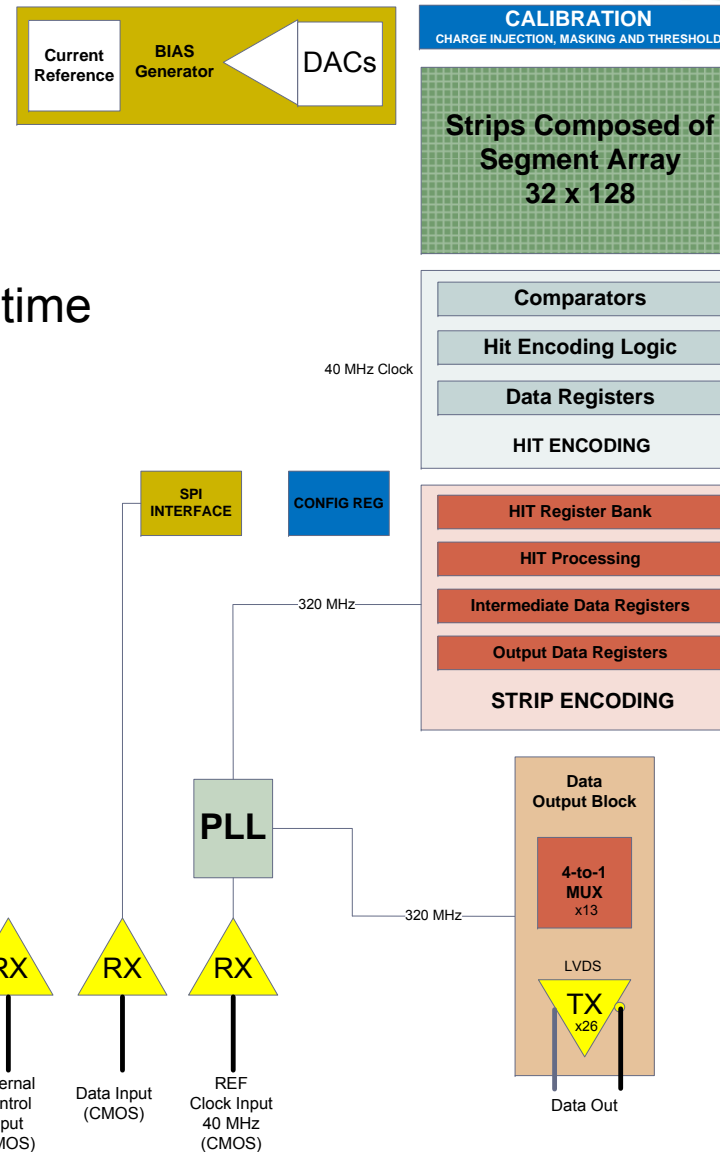 Current
Reference
BIAS
Generator
DACs
CALIBRATION
CHARGE INJECTION, MASKING AND THRESHOLD
Strips Composed of
Segment Array
32 x 128
time
40 MHz Clock
Comparators
Hit Encoding Logic
Data Registers
HIT ENCODING
SPI
INTERFACE
CONFIG REG
HIT Register Bank
HIT Processing
Intermediate Data Registers
Output Data Registers
STRIP ENCODING
320 MHz
PLL
Data
Output Block
4-to-1
MUX
x13
320 MHz
LVDS
TX
x26
Data Out
RX
RX
RX
Data Input
(CMOS)
REF
Clock Input
40 MHz
(CMOS)